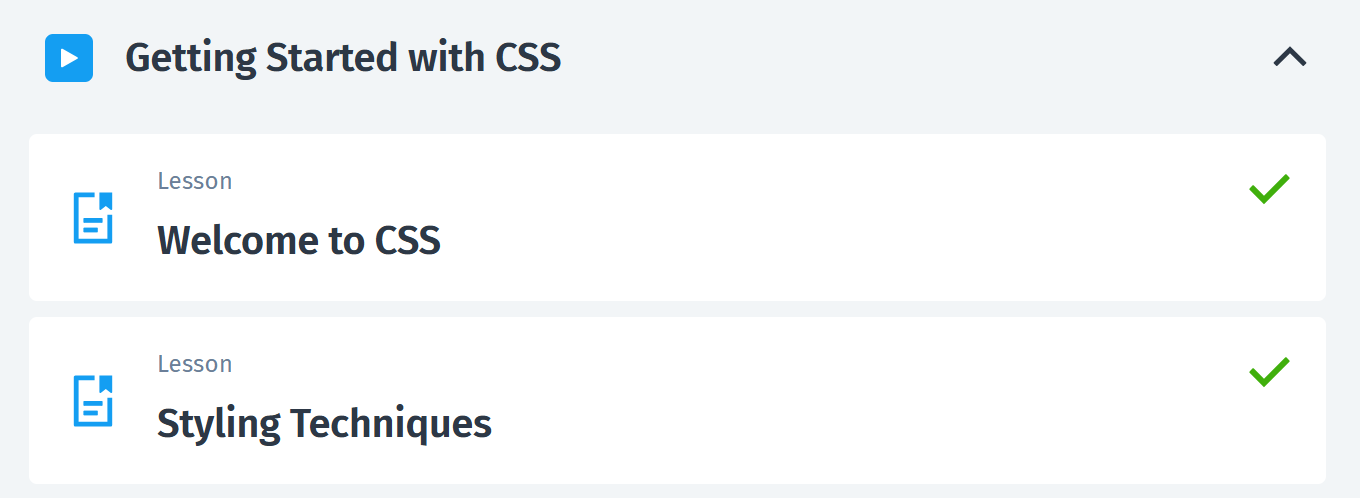 Getting Started with CSS
Lesson
Welcome to CSS
Lesson
Styling Techniques